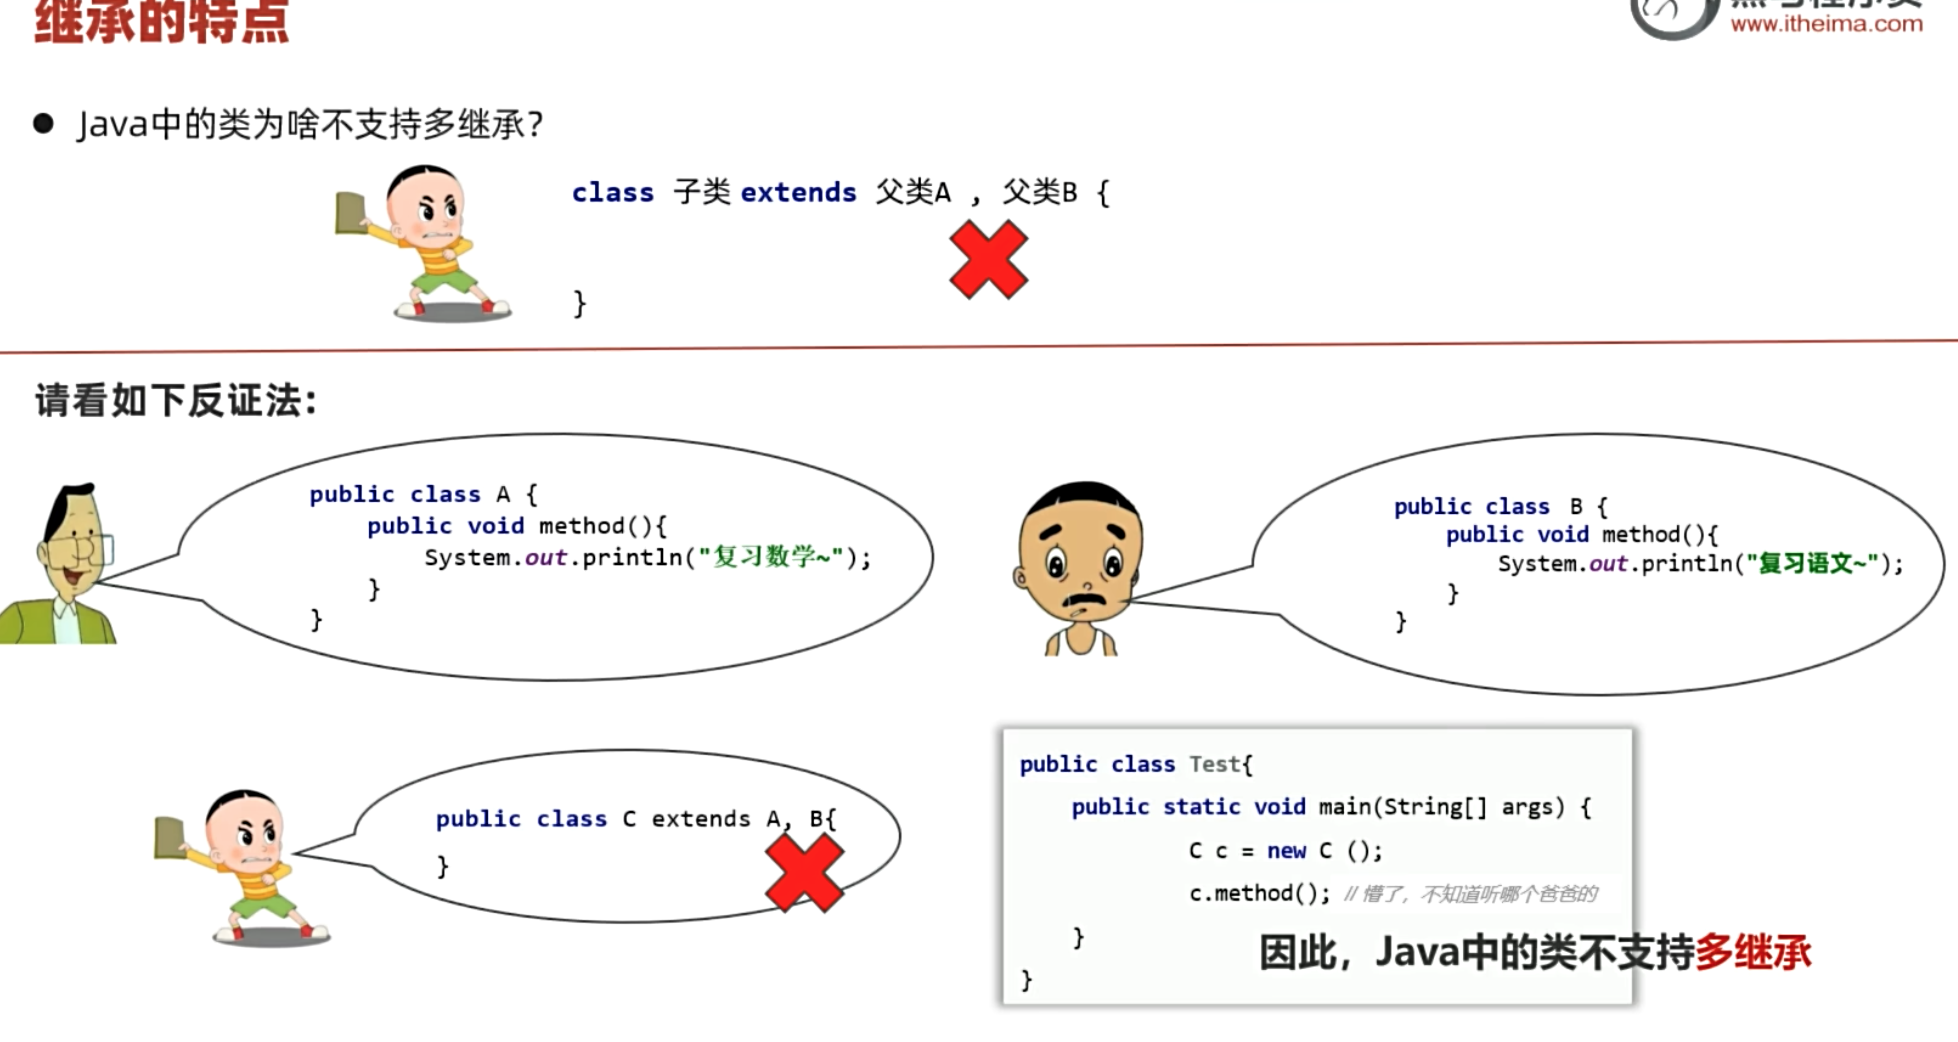 继承的特点
www.itheima.com
● Java中的类为啥不支持多继承？
class 子类 extends 父类A , 父类B {
}
请看如下反证法：
public class A {
public void method(){
System.out.println("复习数学~");
}
}
public class B {
public void method(){
System.out.println("复习语文~");
}
}
public class C extends A, B{
}
public class Test{
public static void main(String[] args) {
C c = new C ();
c.method(); // 懵了，不知道听哪个爸爸的
}
}
因此，Java中的类不支持多继承